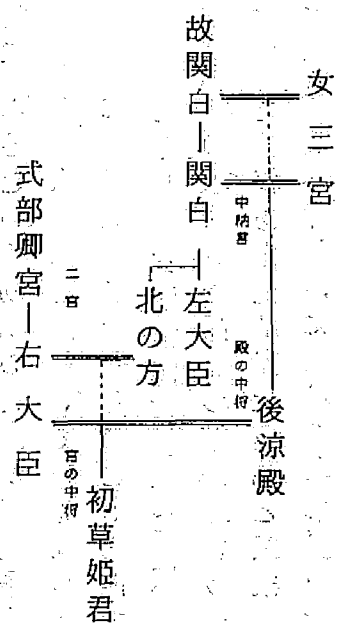 女三宮
故関白
関白
中納言
左大臣
殿の中将
後涼殿
北の方
二宮
式部卿宮
右大臣
宮の中将
初草姫君